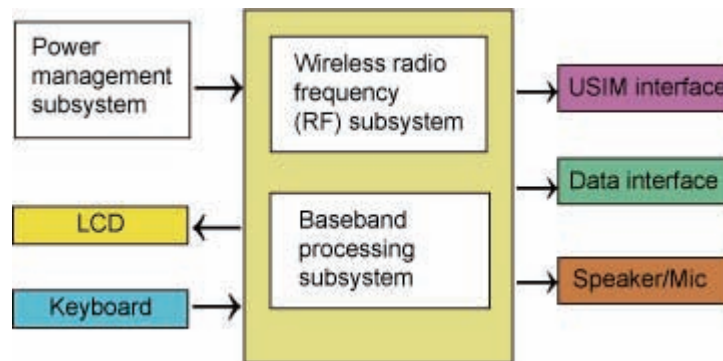 Power
management
subsystem
Wireless radio
frequency
(RF) subsystem
USIM interface
Data interface
LCD
Baseband
processing
subsystem
Speaker/Mic
Keyboard